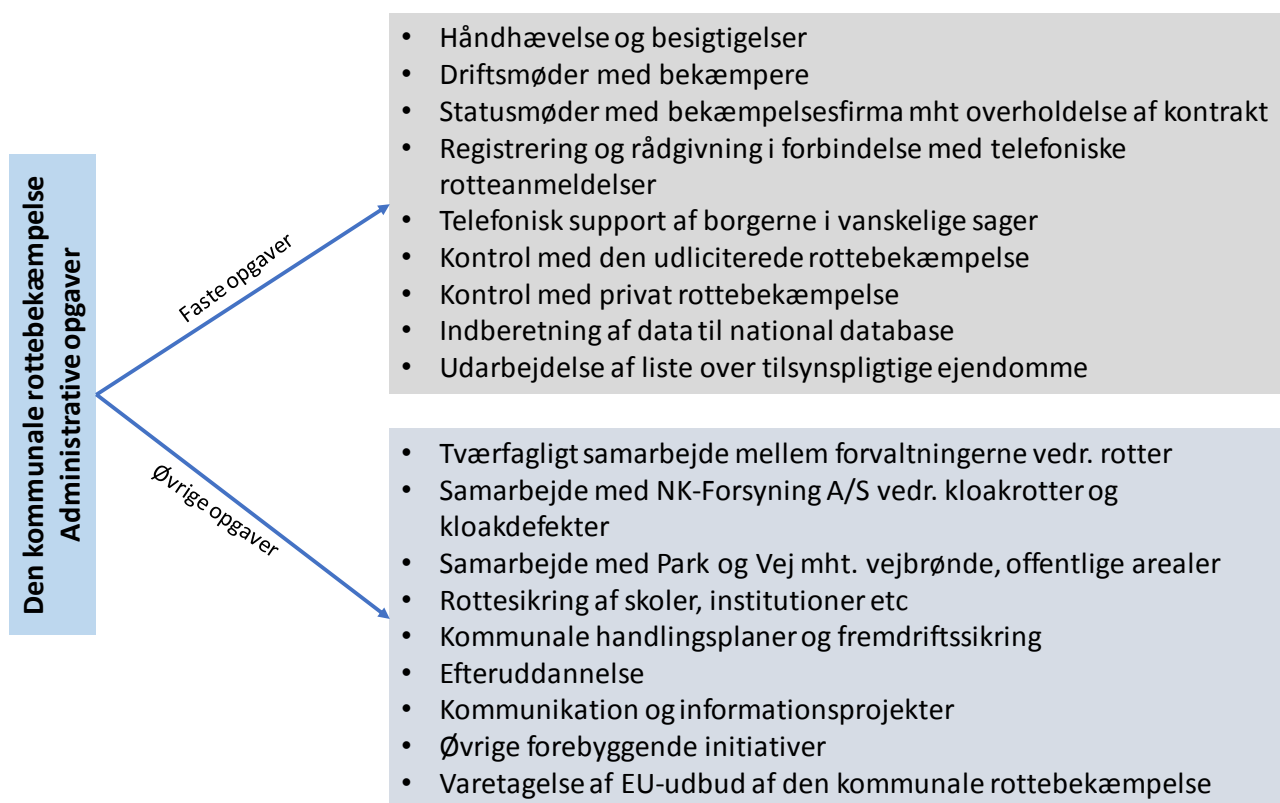 Den kommunale rottebekæmpelse
Administrative opgaver
Faste opgaver
• Håndhævelse og besigtigelser
• Driftsmøder med bekæmpere
• Statusmøder med bekæmpelsesfirma mht overholdelse af kontrakt
• Registrering og rådgivning i forbindelse med telefoniske
rotteanmeldelser
• Telefonisk support af borgerne i vanskelige sager
• Kontrol med den udliciterede rottebekæmpelse
• Kontrol med privat rottebekæmpelse
• Indberetning af data til national database
• Udarbejdelse af liste over tilsynspligtige ejendomme
Øvrige opgaver
• Tværfagligt samarbejde mellem forvaltningerne vedr. rotter
• Samarbejde med NK-Forsyning A/S vedr. kloakrotter og
kloakdefekter
• Samarbejde med Park og Vej mht. vejbrønde, offentlige arealer
• Rottesikring af skoler, institutioner etc
• Kommunale handlingsplaner og fremdriftssikring
• Efteruddannelse
• Kommunikation og informationsprojekter
• Øvrige forebyggende initiativer
• Varetagelse af EU-udbud af den kommunale rottebekæmpelse